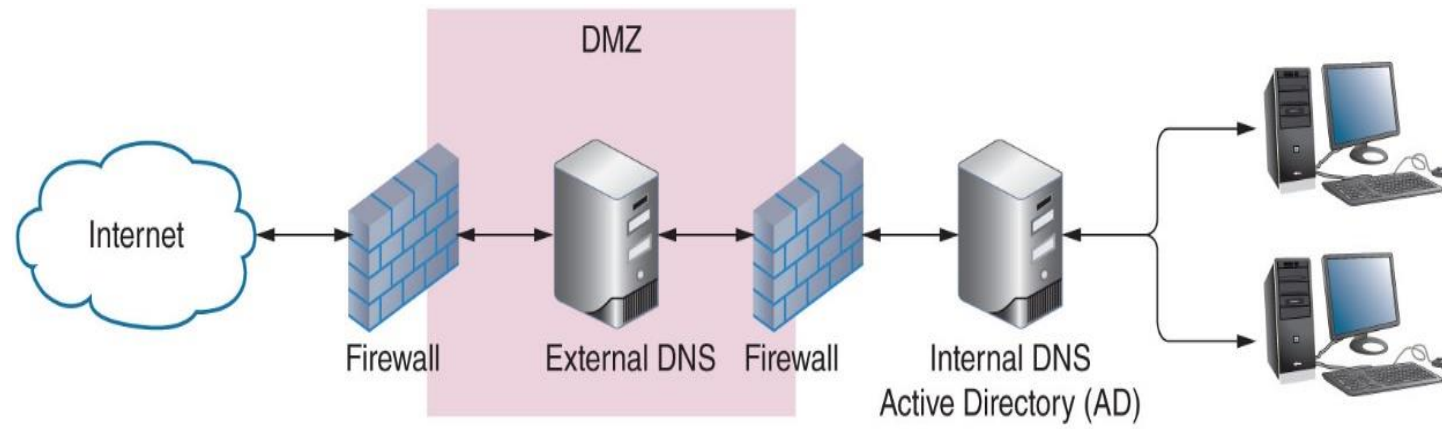 DMZ
Internet
Firewall
External DNS
Firewall
Internal DNS
Active Directory (AD)